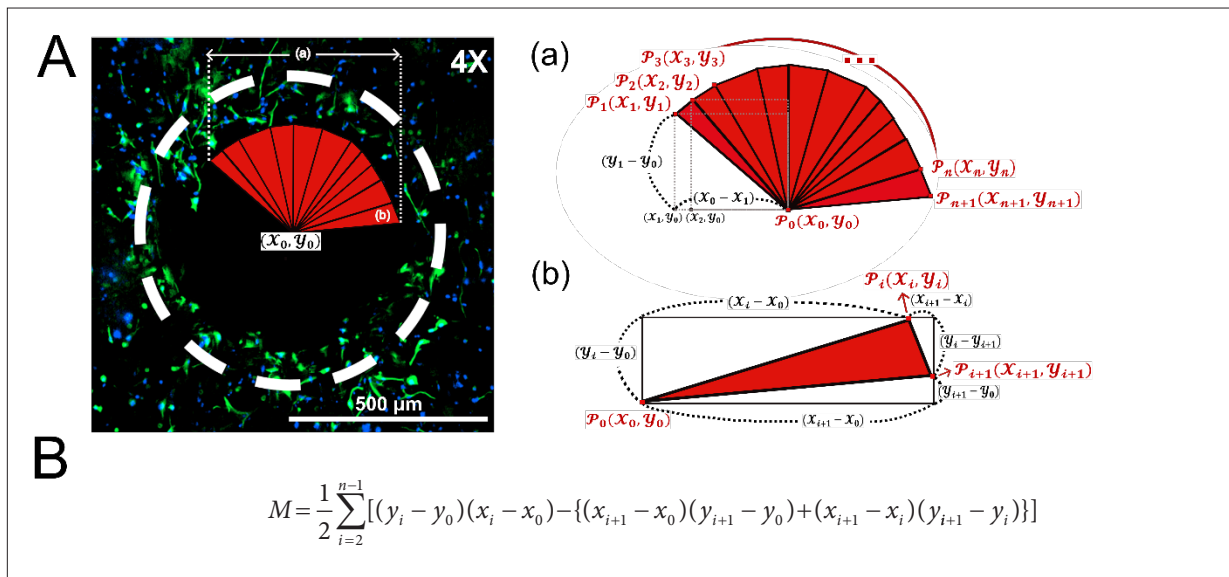 A
(a)
4X
(b)
(x₀, y₀)
500 μm
(a)
P₃(x₃, y₃)
P₂(x₂, y₂)
P₁(x₁, y₁)
(y₁ − y₀)
(x₀ − x₁)
(x₁, y₀) (x₂, y₀)
P₀(x₀, y₀)
Pₙ(xₙ, yₙ)
Pₙ₊₁(xₙ₊₁, yₙ₊₁)
(b)
Pᵢ(xᵢ, yᵢ)
(xᵢ − x₀)
(xᵢ₊₁ − xᵢ)
(yᵢ − y₀)
(yᵢ − yᵢ₊₁)
Pᵢ₊₁(xᵢ₊₁, yᵢ₊₁)
(yᵢ₊₁ − y₀)
P₀(x₀, y₀)
(xᵢ₊₁ − x₀)
B
M = 1/2 ∑_{i=2}^{n−1} [(yᵢ − y₀)(xᵢ − x₀) − {(xᵢ₊₁ − x₀)(yᵢ₊₁ − y₀) + (xᵢ₊₁ − xᵢ)(yᵢ₊₁ − yᵢ)}]